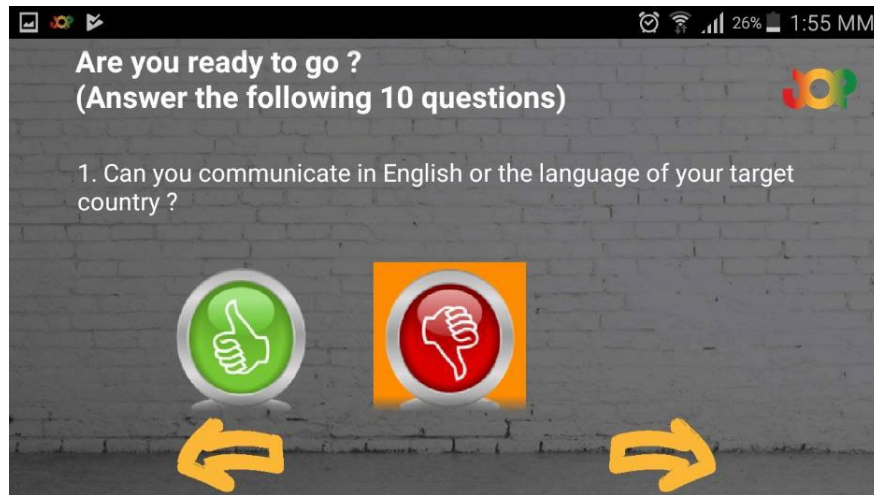 26% 1:55 MM
Are you ready to go ?
(Answer the following 10 questions)
JOP
1. Can you communicate in English or the language of your target
country ?